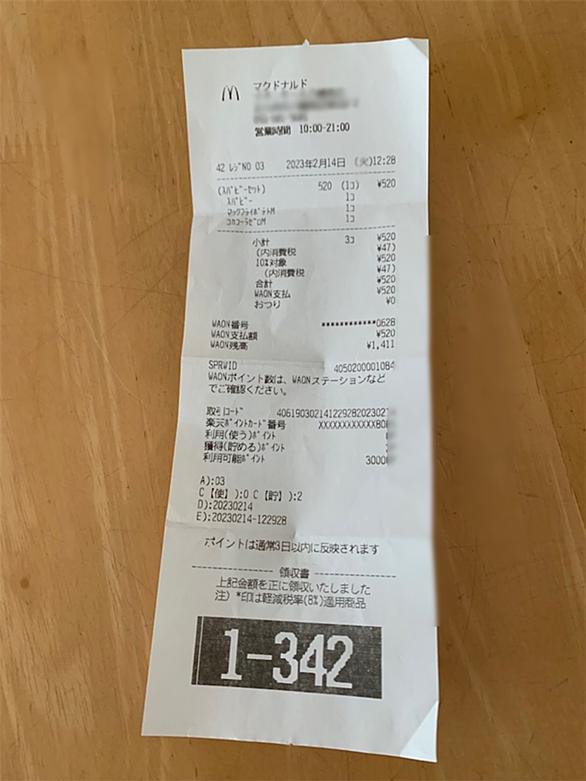 マクドナルド
営業時間 10:00-21:00
42 ﾚｼﾞNO 03 2023年2月14日 (火)12:28
(ｽﾊﾟﾋﾞｰｾｯﾄ) 520 (1コ) ¥520
ｽﾊﾟﾋﾞｰ 1コ
ﾏｯｸﾌﾗｲﾎﾟﾃﾄM 1コ
ｺｶｺｰﾗｾﾞﾛM 1コ
小計 3コ ¥520
(内消費税 ¥47)
10%対象 ¥520
(内消費税 ¥47)
合計 ¥520
WAON支払 ¥520
おつり ¥0
WAON番号 ************0628
WAON支払額 ¥520
WAON残高 ¥1,411
SPRWID 4050200001084
WAONポイント数は、WAONステーションなど
でご確認ください。
取引ｺｰﾄﾞ
楽天ﾎﾟｲﾝﾄｶｰﾄﾞ番号
利用(使う)ﾎﾟｲﾝﾄ
獲得(貯める)ﾎﾟｲﾝﾄ
利用可能ﾎﾟｲﾝﾄ
A):03
C【使】):0 C【貯】):2
D):20230214
E):20230214-122928
ポイントは通常3日以内に反映されます
領収書
上記金額を正に領収いたしました
注) *印は軽減税率(8%)適用商品
1-342